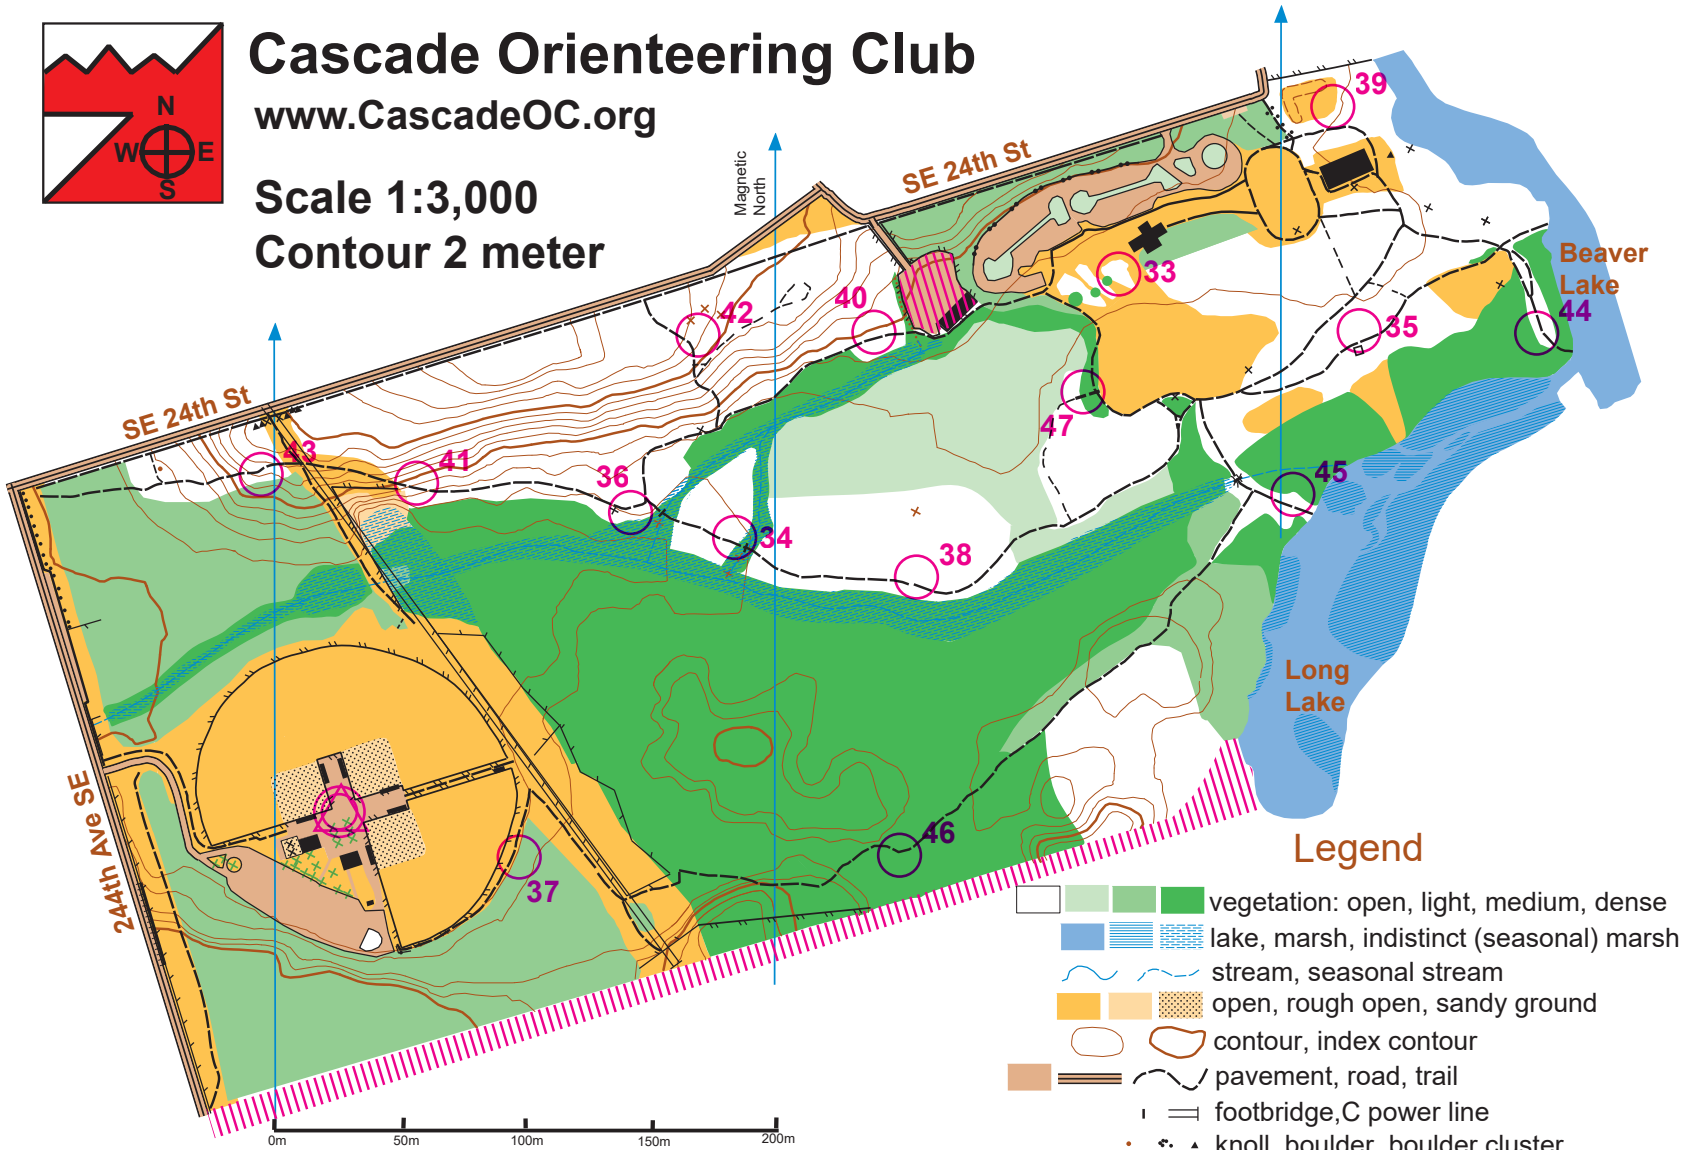 Cascade Orienteering Club
www.CascadeOC.org
N
W E
S
Scale 1:3,000
Contour 2 meter
Magnetic
North
SE 24th St
SE 24th St
244th Ave SE
Beaver
Lake
Long
Lake
39
33
42
40
35
44
43
41
47
36
45
34
38
46
37
0m 50m 100m 150m 200m
Legend
vegetation: open, light, medium, dense
lake, marsh, indistinct (seasonal) marsh
stream, seasonal stream
open, rough open, sandy ground
contour, index contour
pavement, road, trail
footbridge,C power line
knoll, boulder, boulder cluster